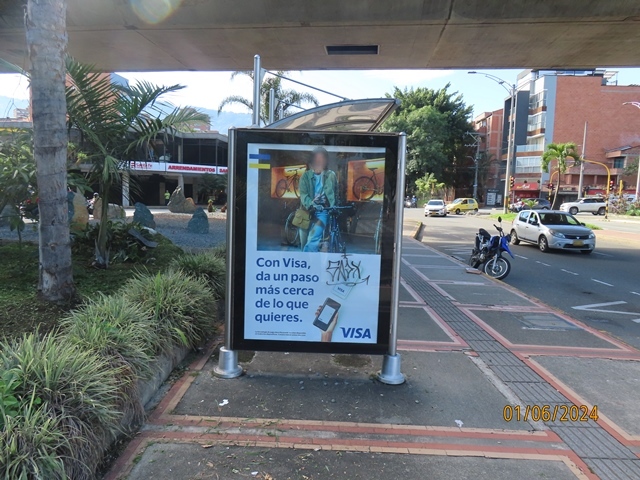 ARRENDAMIENTOS
Con Visa,
da un paso
más cerca
de lo que
quieres.
VISA
01/06/2024